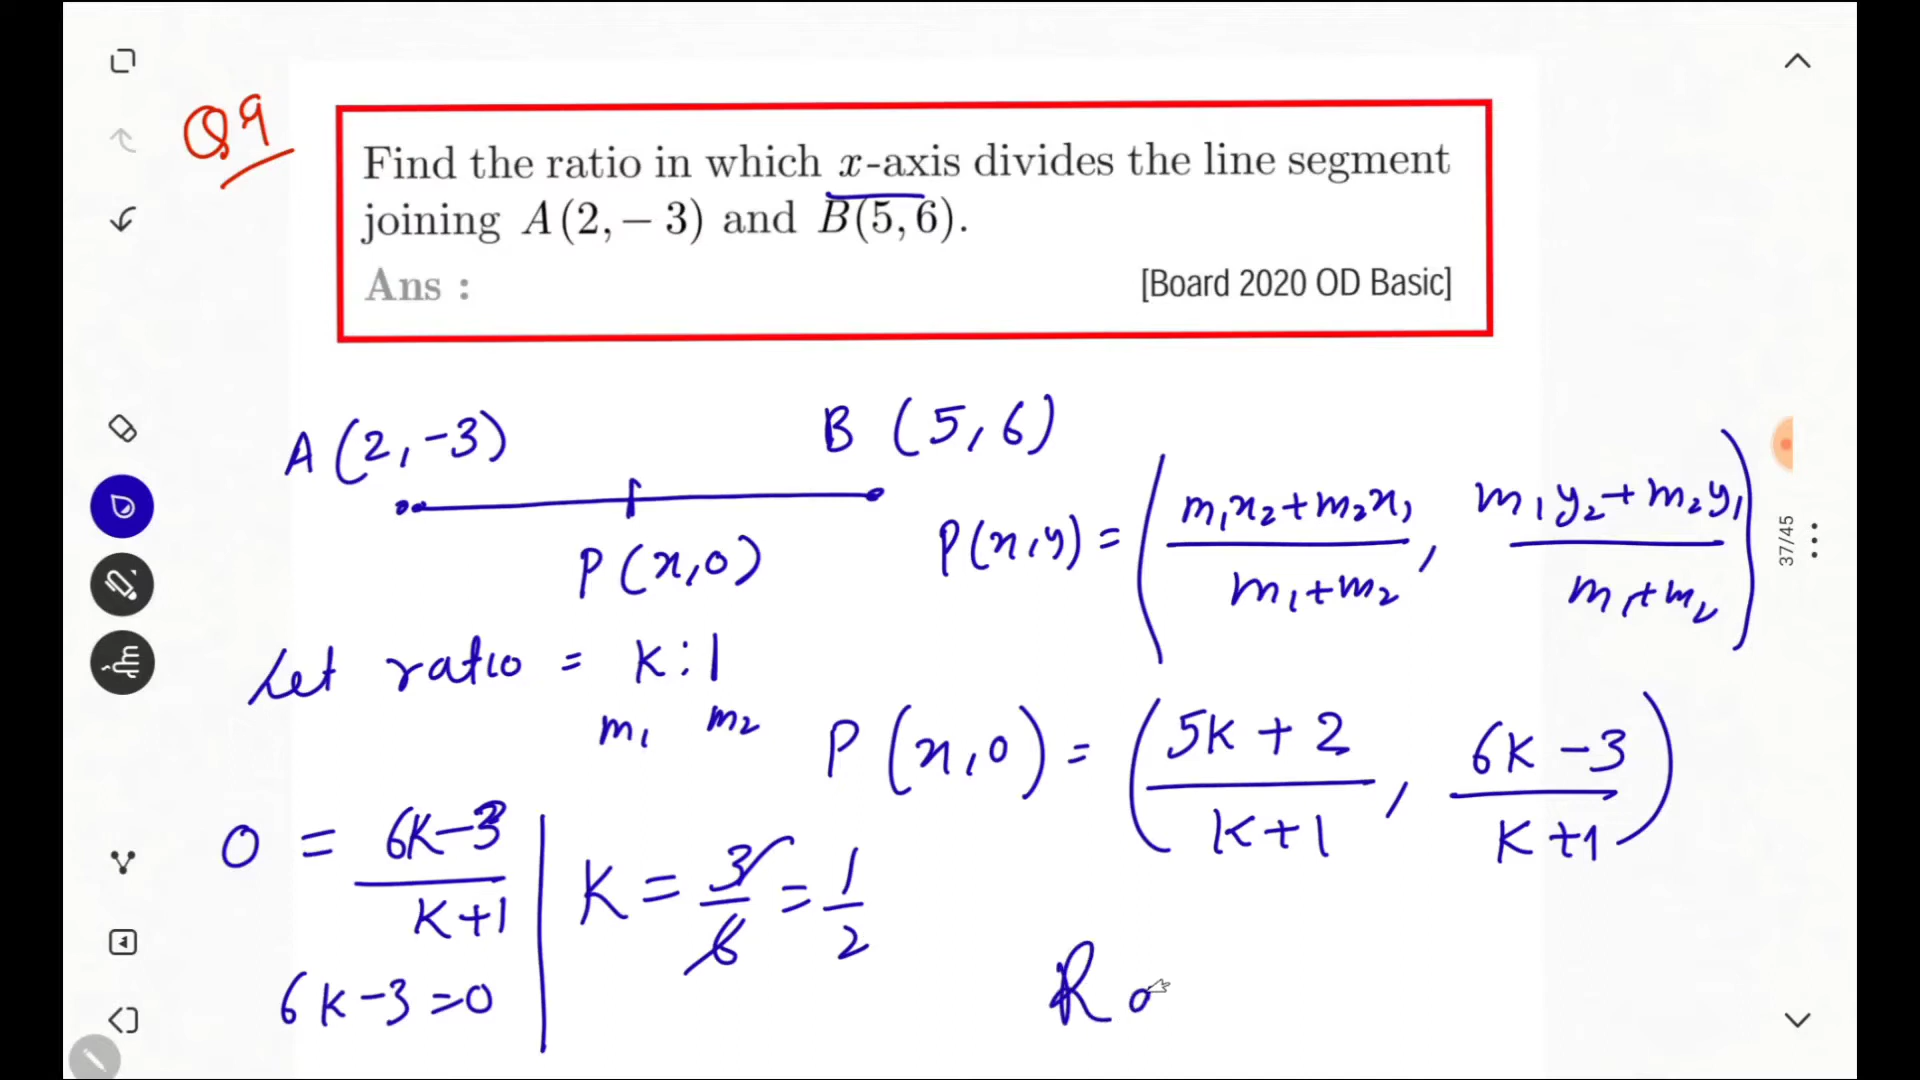 Q9
Find the ratio in which x-axis divides the line segment
joining A(2, – 3) and B(5, 6).
Ans :
[Board 2020 OD Basic]
A (2, -3)
B (5, 6)
P(x, 0)
P(x, y) = ( m₁x₂+m₂x₁ / m₁+m₂ , m₁y₂+m₂y₁ / m₁+m₂ )
Let ratio = K : 1
m₁ m₂
P (x, 0) = ( 5K + 2 / K+1 , 6K - 3 / K+1 )
0 = 6K-3 / K+1
K = 3/6 = 1/2
6K-3=0
37/45